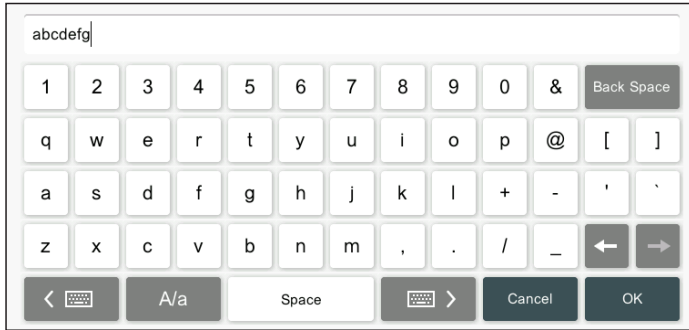 abcdefg
1 2 3 4 5 6 7 8 9 0 & Back Space
q w e r t y u i o p @ [ ]
a s d f g h j k l + - ' `
z x c v b n m , . / _ ← →
< A/a Space > Cancel OK